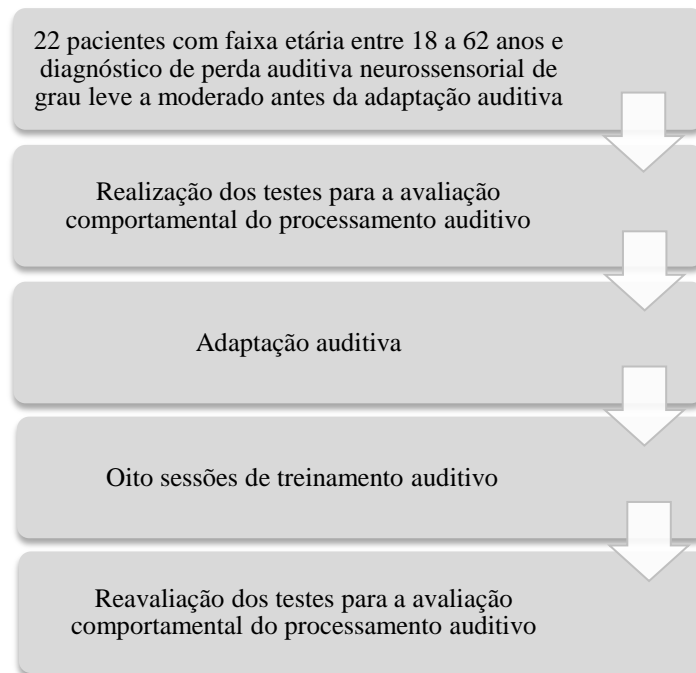 22 pacientes com faixa etária entre 18 a 62 anos e
diagnóstico de perda auditiva neurossensorial de
grau leve a moderado antes da adaptação auditiva
Realização dos testes para a avaliação
comportamental do processamento auditivo
Adaptação auditiva
Oito sessões de treinamento auditivo
Reavaliação dos testes para a avaliação
comportamental do processamento auditivo